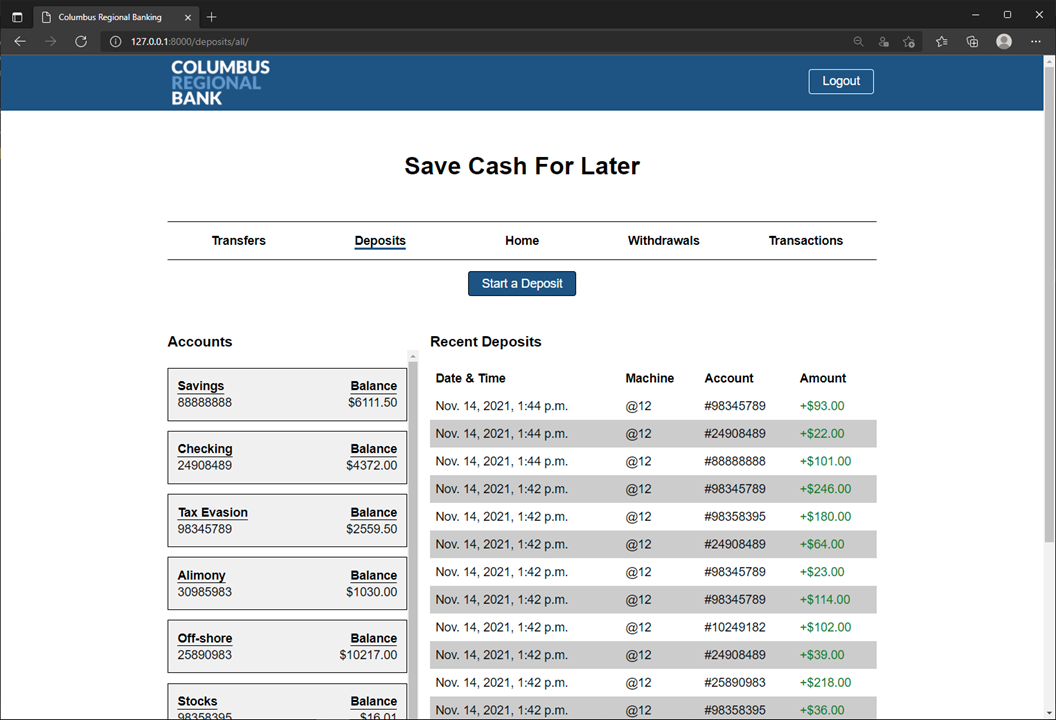 Columbus Regional Banking
127.0.0.1:8000/deposits/all/
COLUMBUS
REGIONAL
BANK
Logout
Save Cash For Later
Transfers Deposits Home Withdrawals Transactions
Start a Deposit
Accounts
Savings Balance
88888888 $6111.50
Checking Balance
24908489 $4372.00
Tax Evasion Balance
98345789 $2559.50
Alimony Balance
30985983 $1030.00
Off-shore Balance
25890983 $10217.00
Stocks Balance
98358395 $16.01
Recent Deposits
Date & Time Machine Account Amount
Nov. 14, 2021, 1:44 p.m. @12 #98345789 +$93.00
Nov. 14, 2021, 1:44 p.m. @12 #24908489 +$22.00
Nov. 14, 2021, 1:44 p.m. @12 #88888888 +$101.00
Nov. 14, 2021, 1:42 p.m. @12 #98345789 +$246.00
Nov. 14, 2021, 1:42 p.m. @12 #98358395 +$180.00
Nov. 14, 2021, 1:42 p.m. @12 #24908489 +$64.00
Nov. 14, 2021, 1:42 p.m. @12 #98345789 +$23.00
Nov. 14, 2021, 1:42 p.m. @12 #98345789 +$114.00
Nov. 14, 2021, 1:42 p.m. @12 #10249182 +$102.00
Nov. 14, 2021, 1:42 p.m. @12 #24908489 +$39.00
Nov. 14, 2021, 1:42 p.m. @12 #25890983 +$218.00
Nov. 14, 2021, 1:42 p.m. @12 #98358395 +$36.00